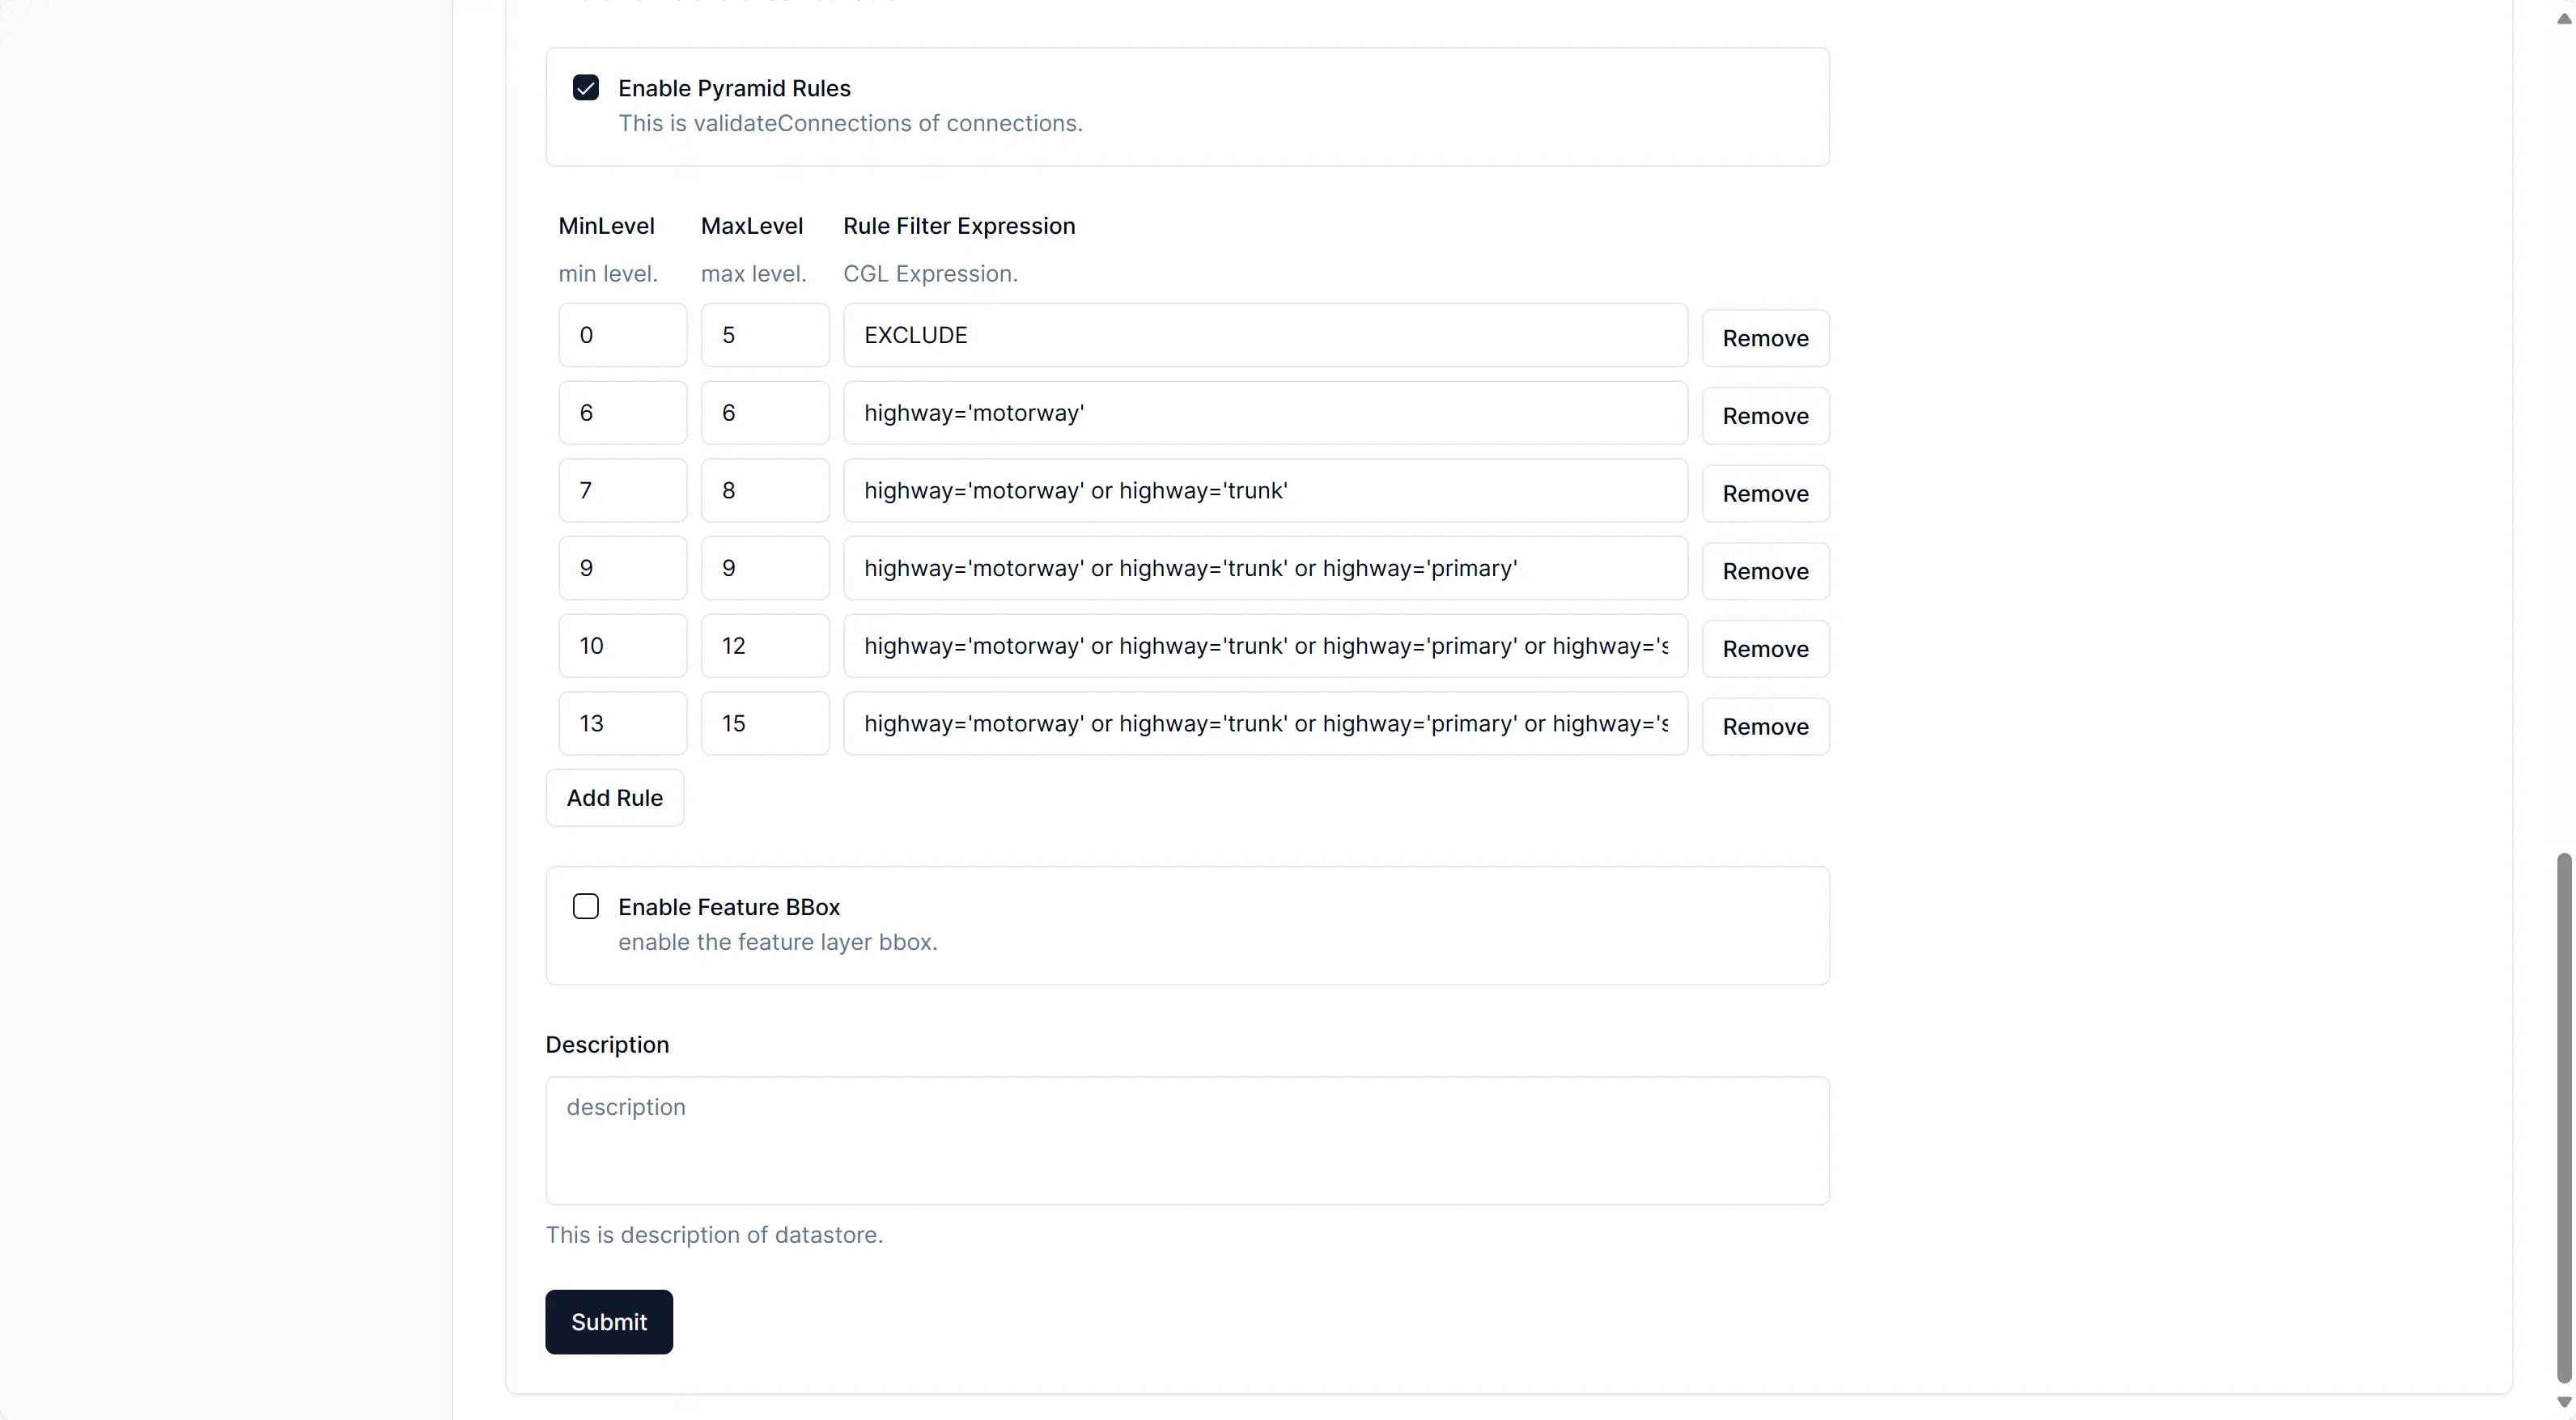 Enable Pyramid Rules
This is validateConnections of connections.
MinLevel MaxLevel Rule Filter Expression
min level. max level. CGL Expression.
0 5 EXCLUDE Remove
6 6 highway='motorway' Remove
7 8 highway='motorway' or highway='trunk' Remove
9 9 highway='motorway' or highway='trunk' or highway='primary' Remove
10 12 highway='motorway' or highway='trunk' or highway='primary' or highway='s Remove
13 15 highway='motorway' or highway='trunk' or highway='primary' or highway='s Remove
Add Rule
Enable Feature BBox
enable the feature layer bbox.
Description
description
This is description of datastore.
Submit